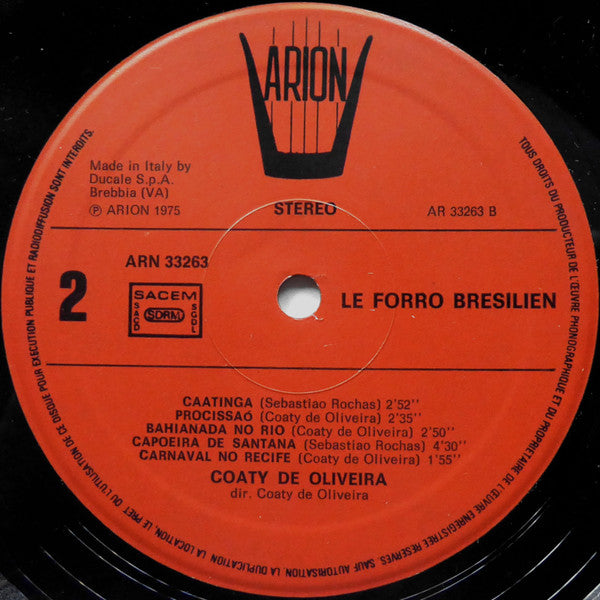 ARION
Made in Italy by
Ducale S.p.A.
Brebbia (VA)
℗ ARION 1975
STEREO
AR 33263 B
2
ARN 33263
SACEM
SACD
SDRM
SGDL
LE FORRO BRESILIEN
CAATINGA (Sebastiao Rochas) 2'52''
PROCISSAÓ (Coaty de Oliveira) 2'35''
BAHIANADA NO RIO (Coaty de Oliveira) 2'50''
CAPOEIRA DE SANTANA (Sebastiao Rochas) 4'30''
CARNAVAL NO RECIFE (Coaty de Oliveira) 1'55''
COATY DE OLIVEIRA
dir. Coaty de Oliveira
TOUS DROITS DU PRODUCTEUR DE L'ŒUVRE PHONOGRAPHIQUE ET DU PROPRIETAIRE DE L'ŒUVRE ENREGISTREE RESERVES. SAUF AUTORISATION, LA DUPLICATION, LA LOCATION, LE PRET OU L'UTILISATION DE CE DISQUE POUR EXECUTION PUBLIQUE ET RADIODIFFUSION SONT INTERDITS.